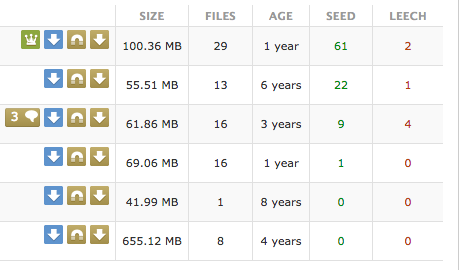 SIZE FILES AGE SEED LEECH
100.36 MB 29 1 year 61 2
55.51 MB 13 6 years 22 1
3 61.86 MB 16 3 years 9 4
69.06 MB 16 1 year 1 0
41.99 MB 1 8 years 0 0
655.12 MB 8 4 years 0 0